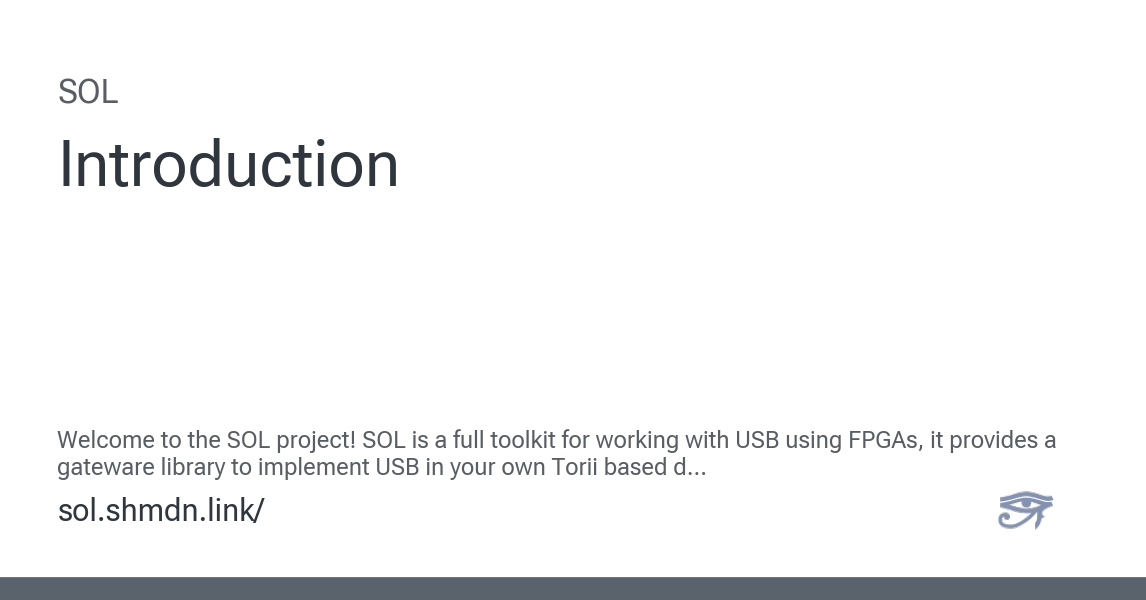 SOL
Introduction
Welcome to the SOL project! SOL is a full toolkit for working with USB using FPGAs, it provides a
gateware library to implement USB in your own Torii based d...
sol.shmdn.link/